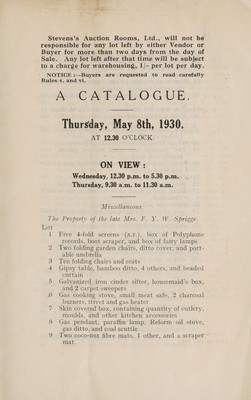 Stevens's Auction Rooms, Ltd., will not be
responsible for any lot left by either Vendor or
Buyer for more than two days from the day of
Sale. Any lot left after that time will be subject
to a charge for warehousing, 1/- per lot per day.
NOTICE:—Buyers are requested to read carefully
Rules v. and vi.
A CATALOGUE.
Thursday, May 8th, 1930.
AT 12.30 O'CLOCK
ON VIEW:
Wednesday, 12.30 p.m. to 5.30 p.m.
Thursday, 9.30 a.m. to 11.30 a.m.
Miscellaneous.
The Property of the late Mrs. F. Y. W. Sprigge.
Lot
1 Five 4-fold screens (A.F.), box of Polyphone
records, boot scraper, and box of fairy lamps
2 Two folding garden chairs, ditto cover, and port-
able umbrella
3 Ten folding chairs and seats
4 Gipsy table, bamboo ditto, 4 others, and beaded
curtain
5 Galvanized iron cinder sifter, housemaid's box,
and 2 carpet sweepers
6 Gas cooking stove, small meat safe, 2 charcoal
burners, trivet and gas heater
7 Skin covered box, containing quantity of cutlery,
moulds, and other kitchen accessories
8 Gas pendant, paraffin lamp, Reform oil stove,
gas ditto, and coal scuttle
9 Two coco-nut fibre mats, 1 other, and a scraper
mat